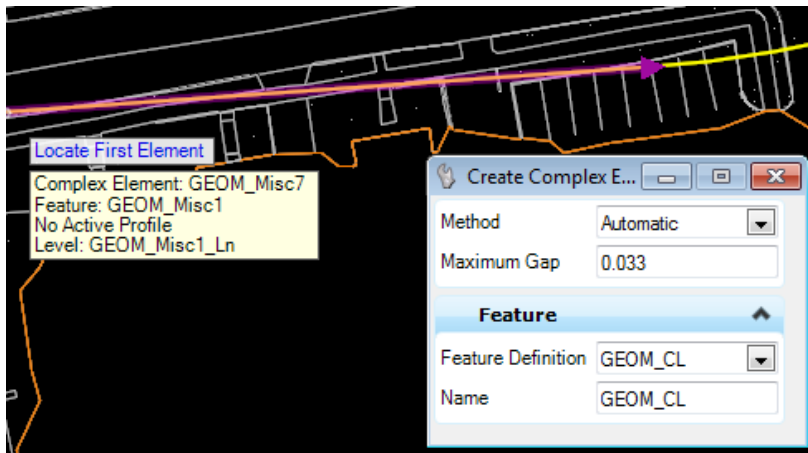 Locate First Element
Complex Element: GEOM_Misc7
Feature: GEOM_Misc1
No Active Profile
Level: GEOM_Misc1_Ln
Create Complex E...
Method Automatic
Maximum Gap 0.033
Feature
Feature Definition GEOM_CL
Name GEOM_CL